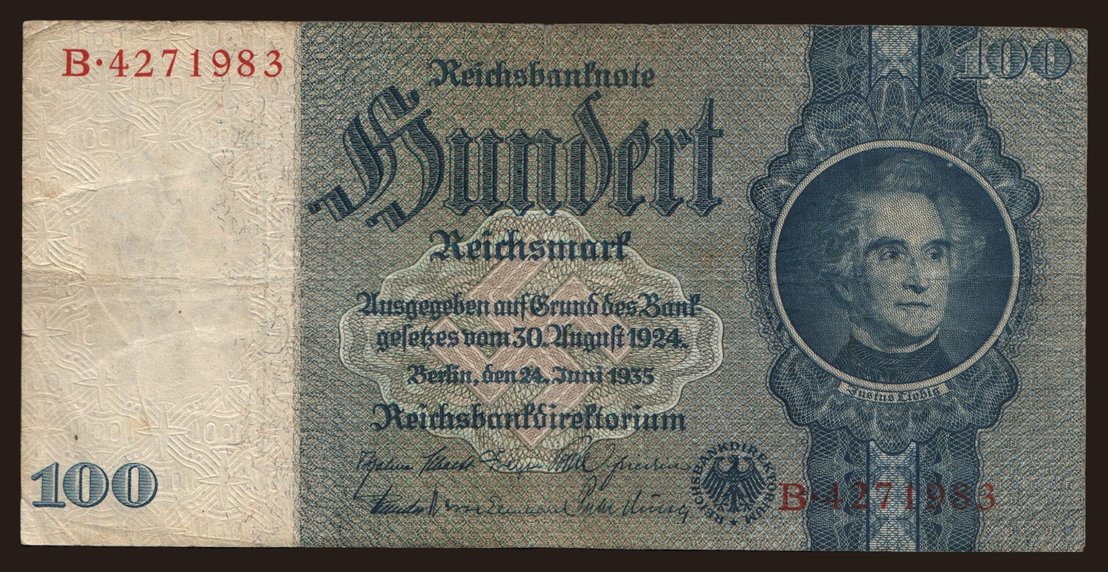 B·4271983
Reichsbanknote
100
Hundert
Reichsmark
Ausgegeben auf Grund des Bank
gesetzes vom 30. August 1924.
Berlin, den 24. Juni 1935
Reichsbankdirektorium
Justus Liebig
100
REICHSBANKDIREKTORIUM
B·4271983